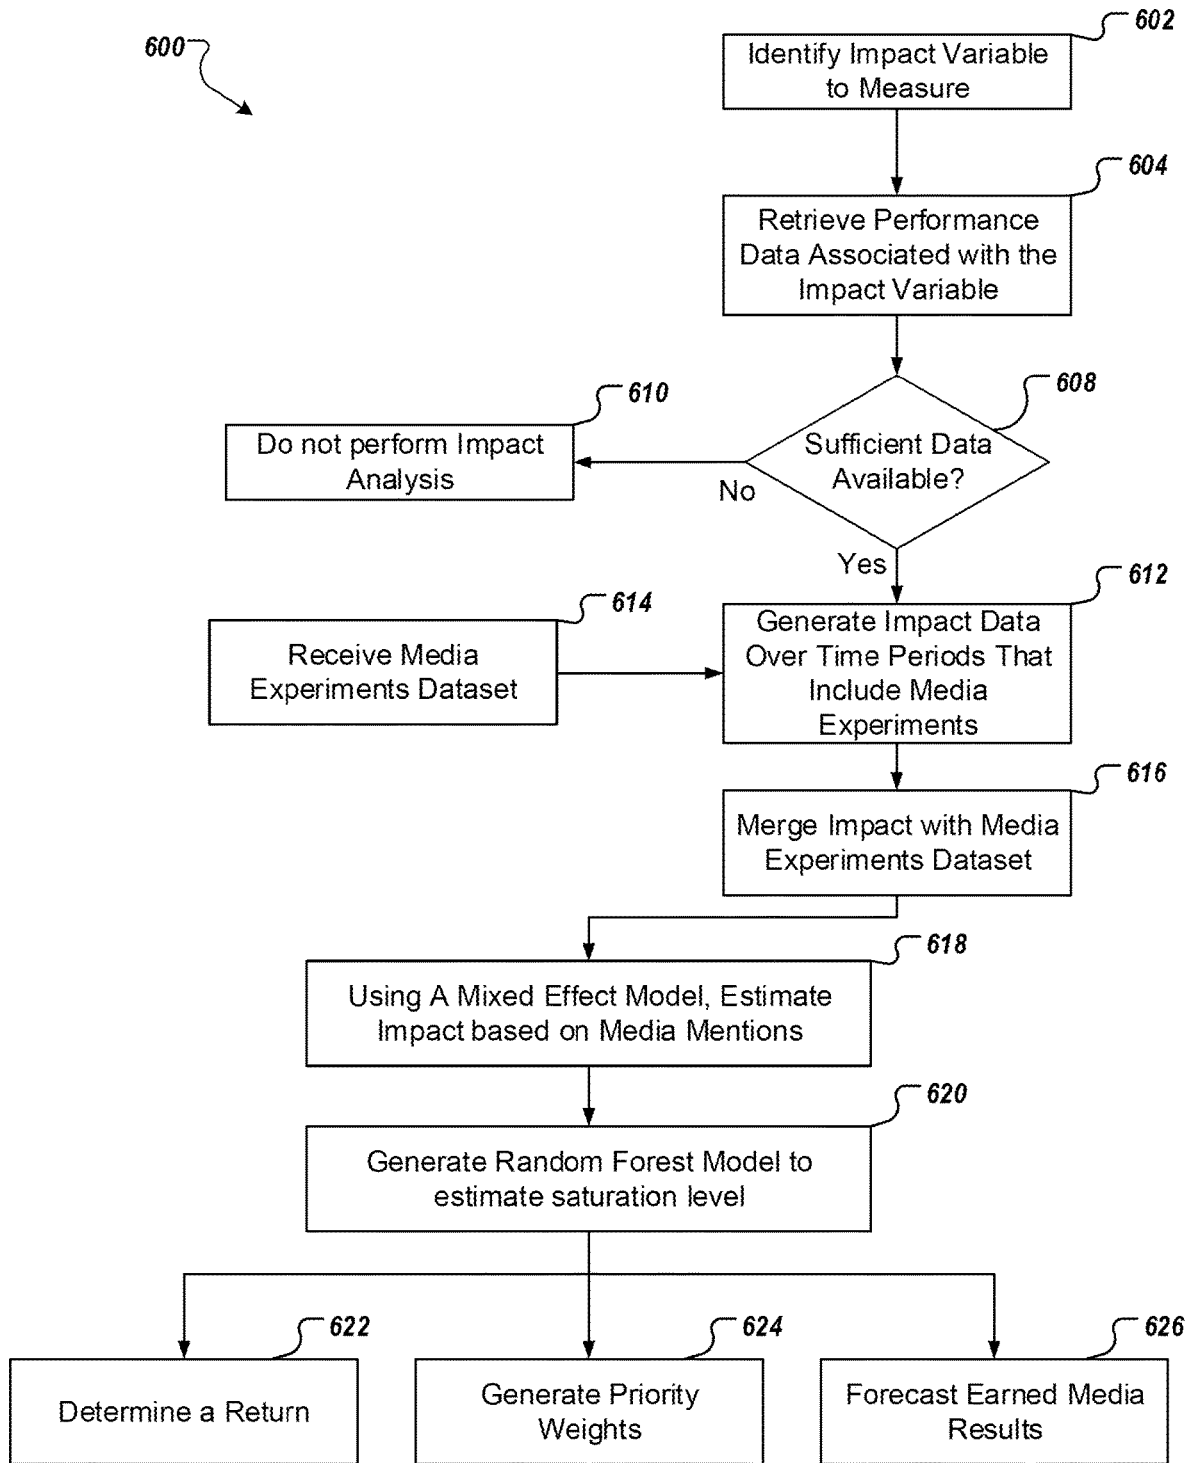 600
602
Identify Impact Variable
to Measure
604
Retrieve Performance
Data Associated with the
Impact Variable
608
Sufficient Data
Available?
610
Do not perform Impact
Analysis
No
Yes
612
Generate Impact Data
Over Time Periods That
Include Media
Experiments
614
Receive Media
Experiments Dataset
616
Merge Impact with Media
Experiments Dataset
618
Using A Mixed Effect Model, Estimate
Impact based on Media Mentions
620
Generate Random Forest Model to
estimate saturation level
622
Determine a Return
624
Generate Priority
Weights
626
Forecast Earned Media
Results